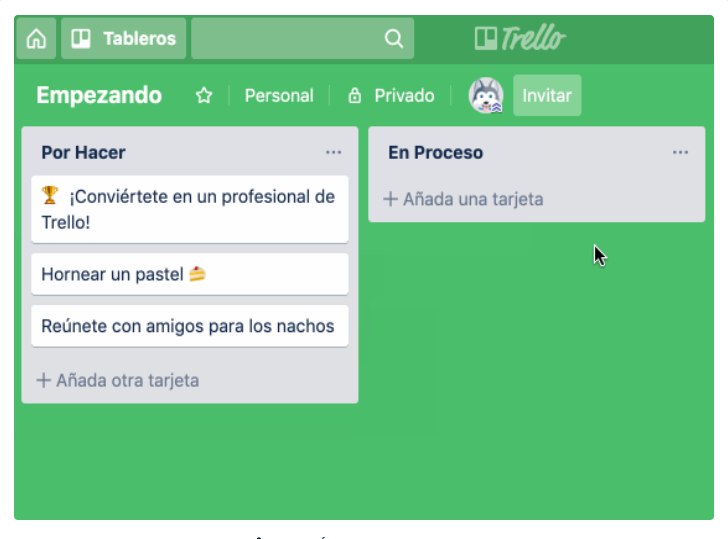 Tableros
Trello
Empezando Personal Privado Invitar
Por Hacer
🏆 ¡Conviértete en un profesional de
Trello!
Hornear un pastel 🍰
Reúnete con amigos para los nachos
+ Añada otra tarjeta
En Proceso
+ Añada una tarjeta